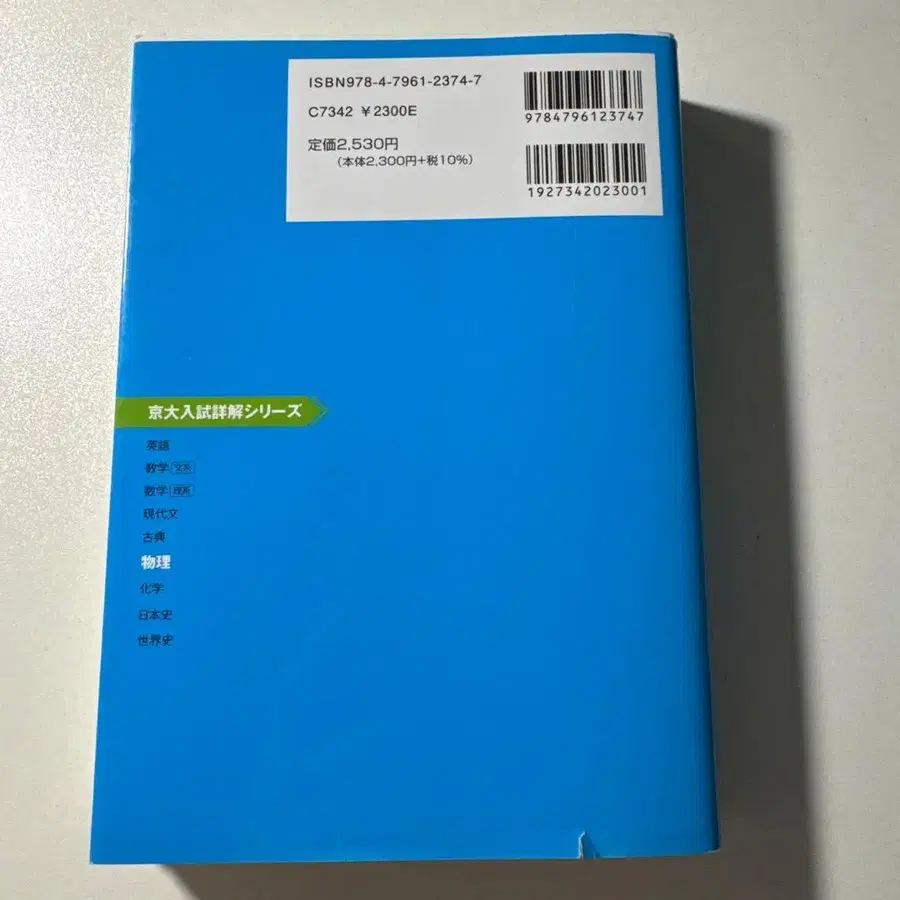 ISBN978-4-7961-2374-7
C7342 ¥2300E
定価2,530円
(本体2,300円+税10%)
9784796123747
1927342023001
京大入試詳解シリーズ
英語
数学 文系
数学 理系
現代文
古典
物理
化学
日本史
世界史